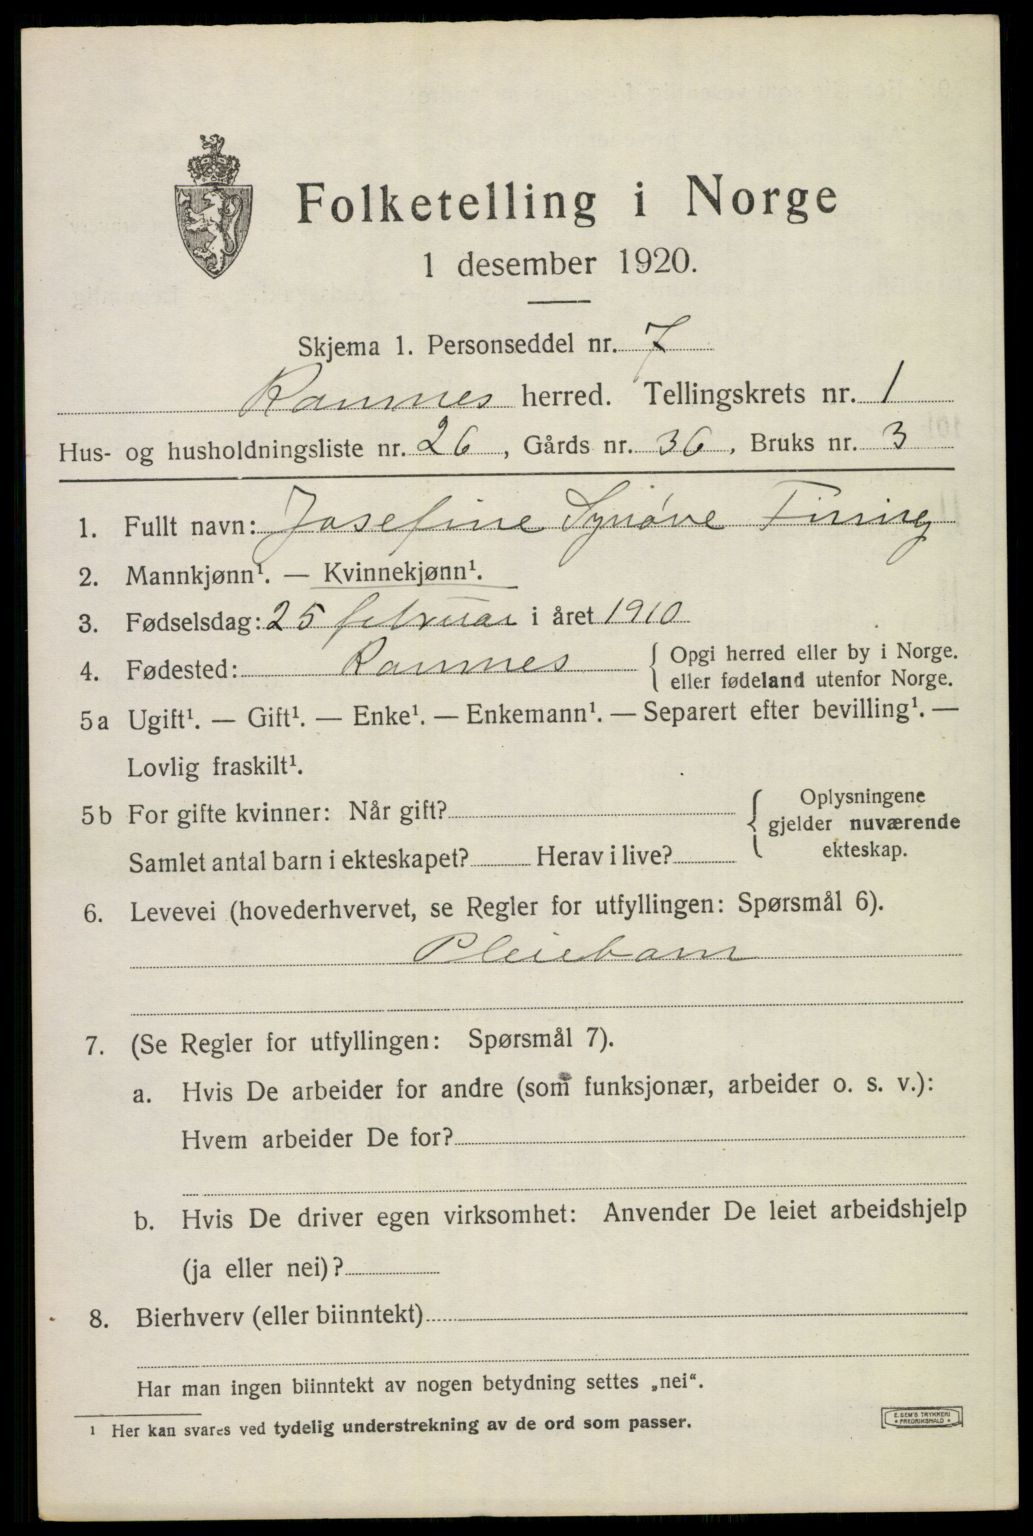 Folketelling i Norge
1 desember 1920.
Skjema 1. Personseddel nr. 7
Ramnes herred. Tellingskrets nr. 1
Hus- og husholdningsliste nr. 26, Gårds nr. 36, Bruks nr. 3
1. Fullt navn: Josefine Synøve Firing
2. Mannkjønn¹. — Kvinnekjønn¹.
3. Fødselsdag: 25 februar i året 1910
4. Fødested: Ramnes { Opgi herred eller by i Norge.
eller fødeland utenfor Norge.
5a Ugift¹. — Gift¹. — Enke¹. — Enkemann¹. — Separert efter bevilling¹. —
Lovlig fraskilt¹.
5b For gifte kvinner: Når gift? { Oplysningene
gjelder nuværende
Samlet antal barn i ekteskapet? Herav i live? ekteskap.
6. Levevei (hovederhvervet, se Regler for utfyllingen: Spørsmål 6).
Pleiebarn
7. (Se Regler for utfyllingen: Spørsmål 7).
a. Hvis De arbeider for andre (som funksjonær, arbeider o. s. v.):
Hvem arbeider De for?
b. Hvis De driver egen virksomhet: Anvender De leiet arbeidshjelp
(ja eller nei)?
8. Bierhverv (eller biinntekt)
Har man ingen biinntekt av nogen betydning settes „nei“.
¹ Her kan svares ved tydelig understrekning av de ord som passer.
E. SEM'S TRYKKERI
FREDRIKSHALD